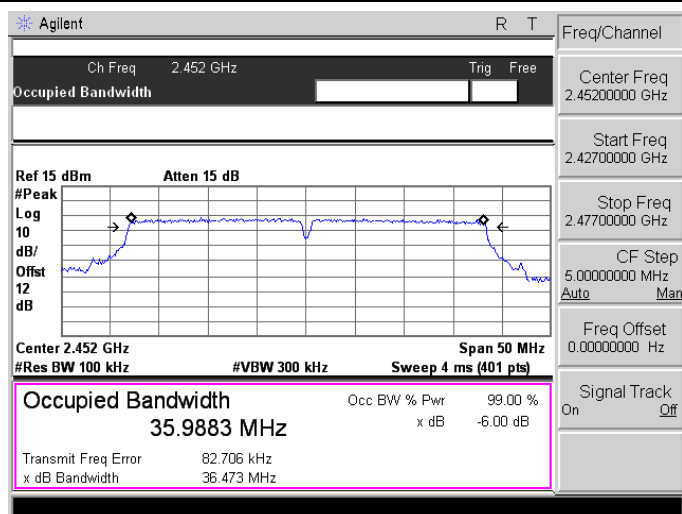 Agilent R T
Freq/Channel
Ch Freq 2.452 GHz Trig Free
Occupied Bandwidth
Center Freq
2.45200000 GHz
Start Freq
2.42700000 GHz
Stop Freq
2.47700000 GHz
CF Step
5.00000000 MHz
Auto Man
Freq Offset
0.00000000 Hz
Signal Track
On Off
Ref 15 dBm Atten 15 dB
#Peak
Log
10
dB/
Offst
12
dB
Center 2.452 GHz Span 50 MHz
#Res BW 100 kHz #VBW 300 kHz Sweep 4 ms (401 pts)
Occupied Bandwidth Occ BW % Pwr 99.00 %
35.9883 MHz x dB -6.00 dB
Transmit Freq Error 82.706 kHz
x dB Bandwidth 36.473 MHz